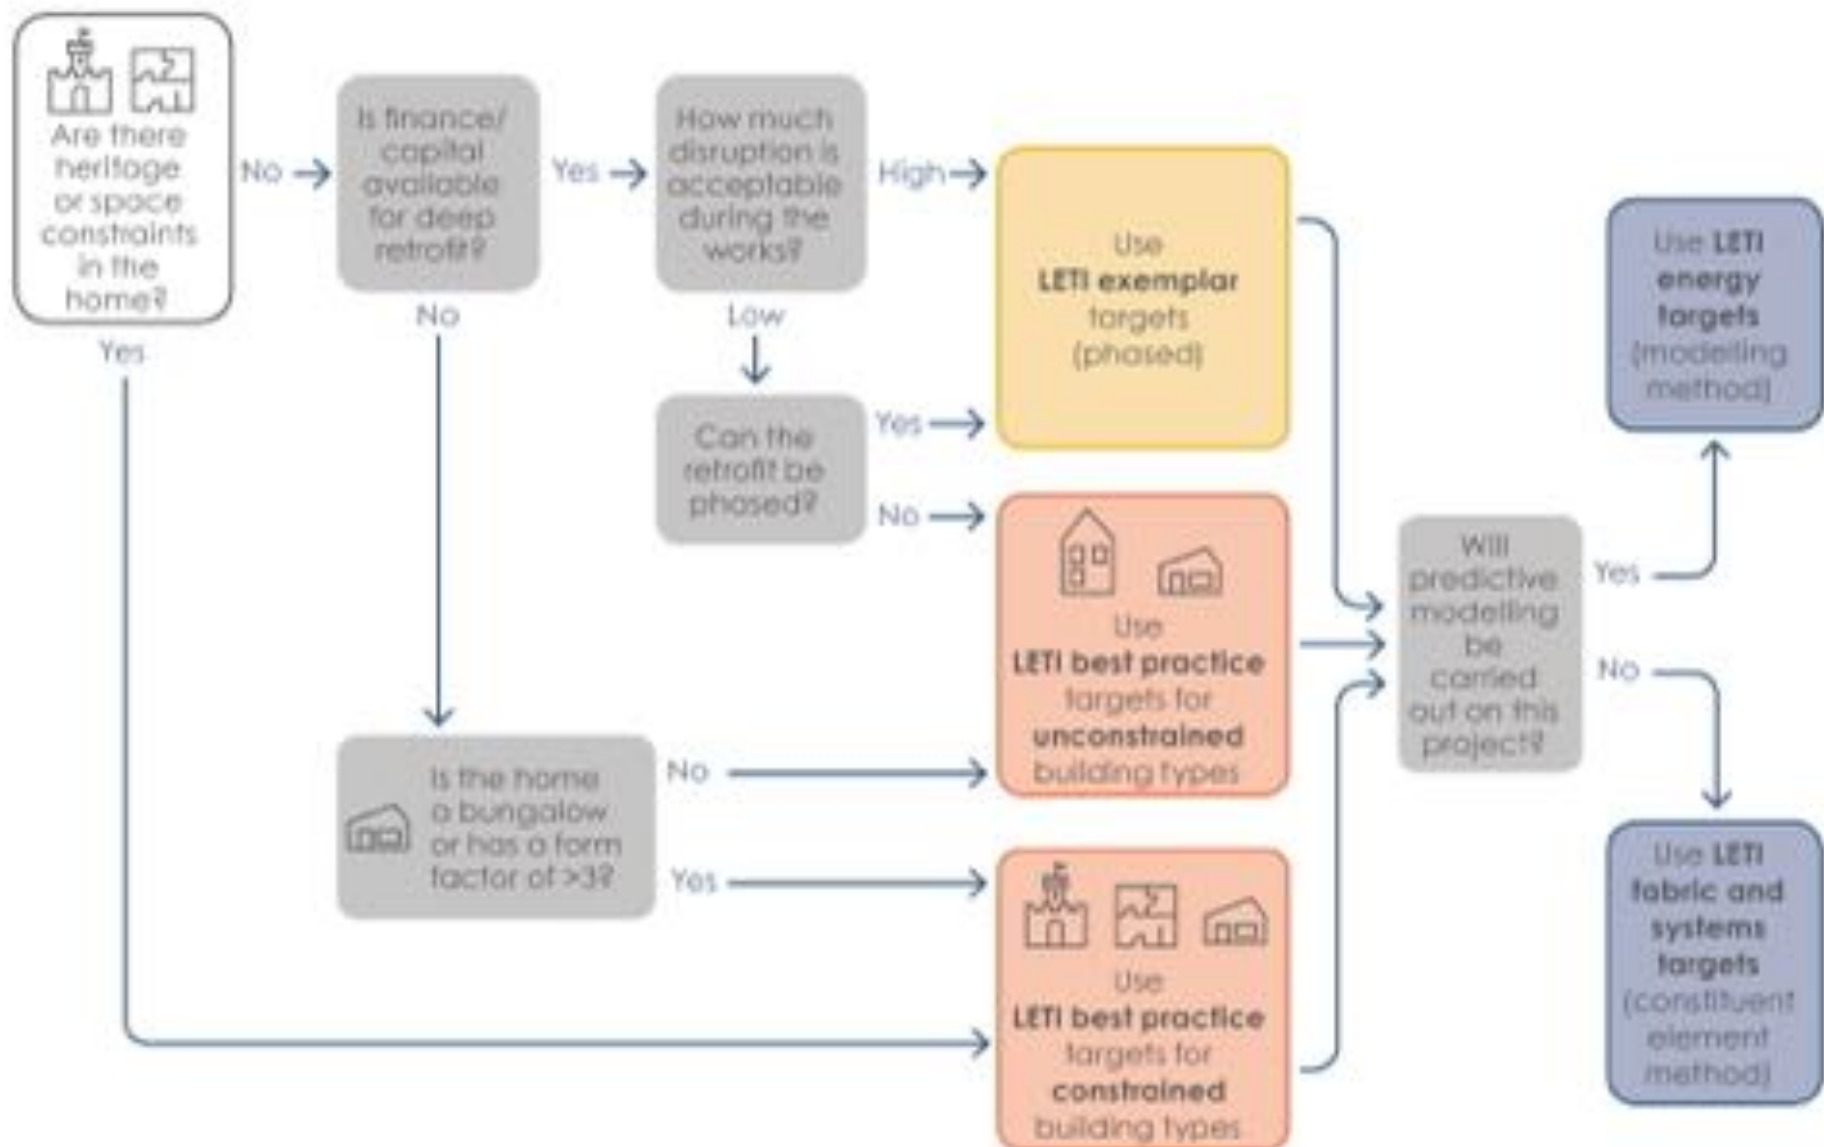 Are there
heritage
or space
constraints
in the
home?
No
Yes
Is finance/
capital
available
for deep
retrofit?
Yes
No
How much
disruption is
acceptable
during the
works?
High
Low
Can the
retrofit be
phased?
Yes
No
Is the home
a bungalow
or has a form
factor of >3?
No
Yes
Use
LETI exemplar
targets
(phased)
Use
LETI best practice
targets for
unconstrained
building types
Use
LETI best practice
targets for
constrained
building types
Will
predictive
modelling
be
carried
out on this
project?
Yes
No
Use LETI
energy
targets
(modelling
method)
Use LETI
fabric and
systems
targets
(constituent
element
method)